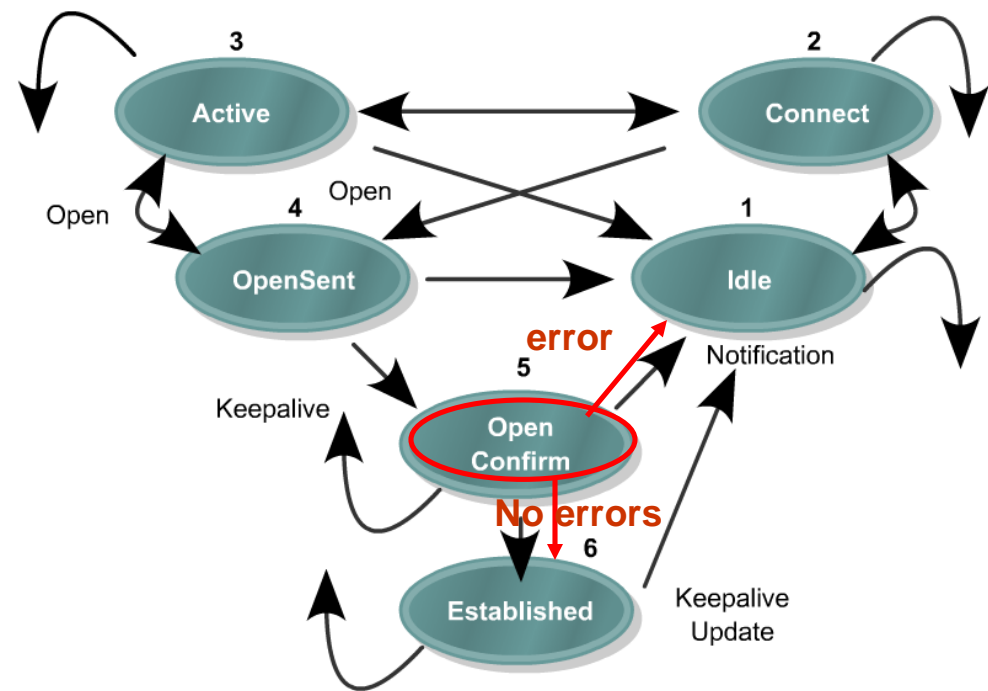 3
2
Active
Connect
Open
Open
4
1
OpenSent
Idle
error
Notification
5
Keepalive
Open
Confirm
No errors
6
Established
Keepalive
Update